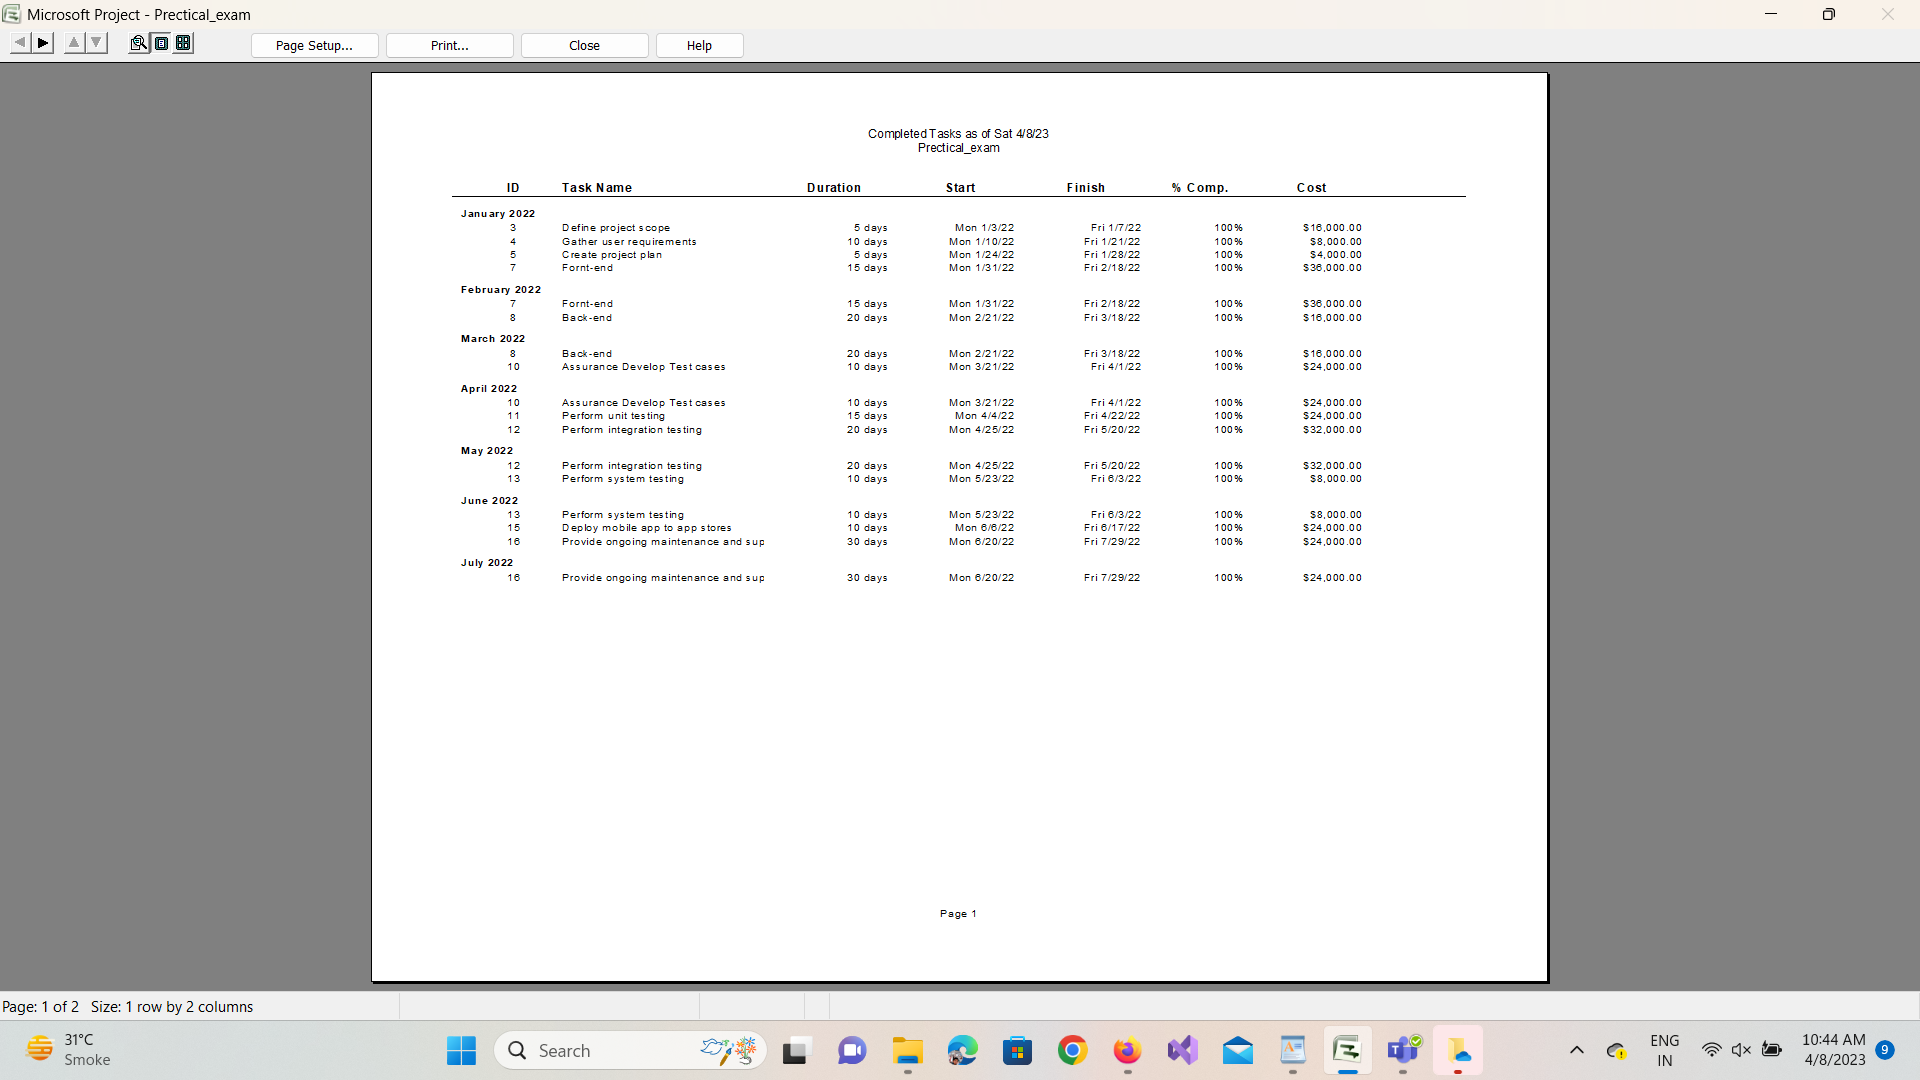 Microsoft Project - Prectical_exam
Page Setup... Print... Close Help
Completed Tasks as of Sat 4/8/23
Prectical_exam
ID Task Name Duration Start Finish % Comp. Cost
January 2022
3 Define project scope 5 days Mon 1/3/22 Fri 1/7/22 100% $16,000.00
4 Gather user requirements 10 days Mon 1/10/22 Fri 1/21/22 100% $8,000.00
5 Create project plan 5 days Mon 1/24/22 Fri 1/28/22 100% $4,000.00
7 Fornt-end 15 days Mon 1/31/22 Fri 2/18/22 100% $36,000.00
February 2022
7 Fornt-end 15 days Mon 1/31/22 Fri 2/18/22 100% $36,000.00
8 Back-end 20 days Mon 2/21/22 Fri 3/18/22 100% $16,000.00
March 2022
8 Back-end 20 days Mon 2/21/22 Fri 3/18/22 100% $16,000.00
10 Assurance Develop Test cases 10 days Mon 3/21/22 Fri 4/1/22 100% $24,000.00
April 2022
10 Assurance Develop Test cases 10 days Mon 3/21/22 Fri 4/1/22 100% $24,000.00
11 Perform unit testing 15 days Mon 4/4/22 Fri 4/22/22 100% $24,000.00
12 Perform integration testing 20 days Mon 4/25/22 Fri 5/20/22 100% $32,000.00
May 2022
12 Perform integration testing 20 days Mon 4/25/22 Fri 5/20/22 100% $32,000.00
13 Perform system testing 10 days Mon 5/23/22 Fri 6/3/22 100% $8,000.00
June 2022
13 Perform system testing 10 days Mon 5/23/22 Fri 6/3/22 100% $8,000.00
15 Deploy mobile app to app stores 10 days Mon 6/6/22 Fri 6/17/22 100% $24,000.00
16 Provide ongoing maintenance and sup 30 days Mon 6/20/22 Fri 7/29/22 100% $24,000.00
July 2022
16 Provide ongoing maintenance and sup 30 days Mon 6/20/22 Fri 7/29/22 100% $24,000.00
Page 1
Page: 1 of 2 Size: 1 row by 2 columns
31°C
Smoke
Search
ENG
IN
10:44 AM
4/8/2023
9